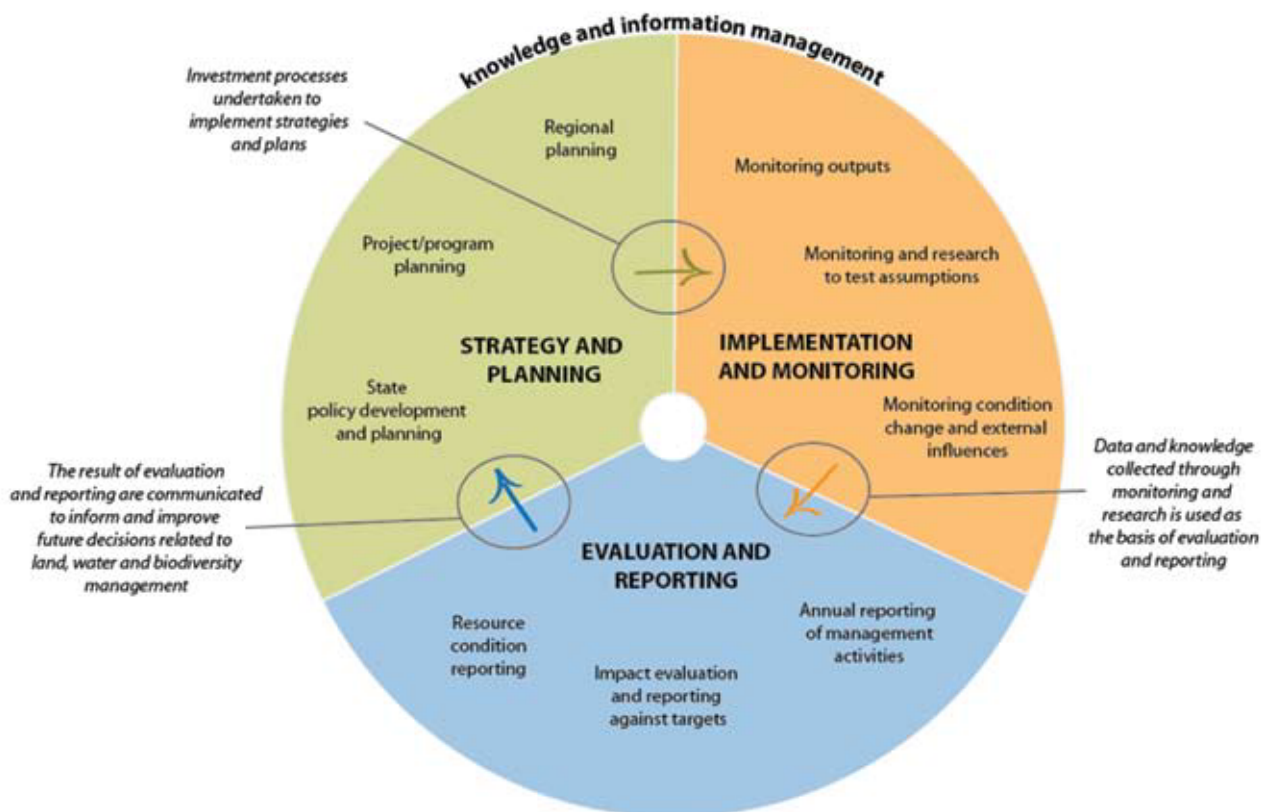 knowledge and information management
Investment processes
undertaken to
implement strategies
and plans
Regional
planning
Project/program
planning
STRATEGY AND
PLANNING
State
policy development
and planning
Monitoring outputs
Monitoring and research
to test assumptions
IMPLEMENTATION
AND MONITORING
Monitoring condition
change and external
influences
Data and knowledge
collected through
monitoring and
research is used as
the basis of evaluation
and reporting
The result of evaluation
and reporting are communicated
to inform and improve
future decisions related to
land, water and biodiversity
management
EVALUATION AND
REPORTING
Resource
condition
reporting
Impact evaluation
and reporting
against targets
Annual reporting
of management
activities